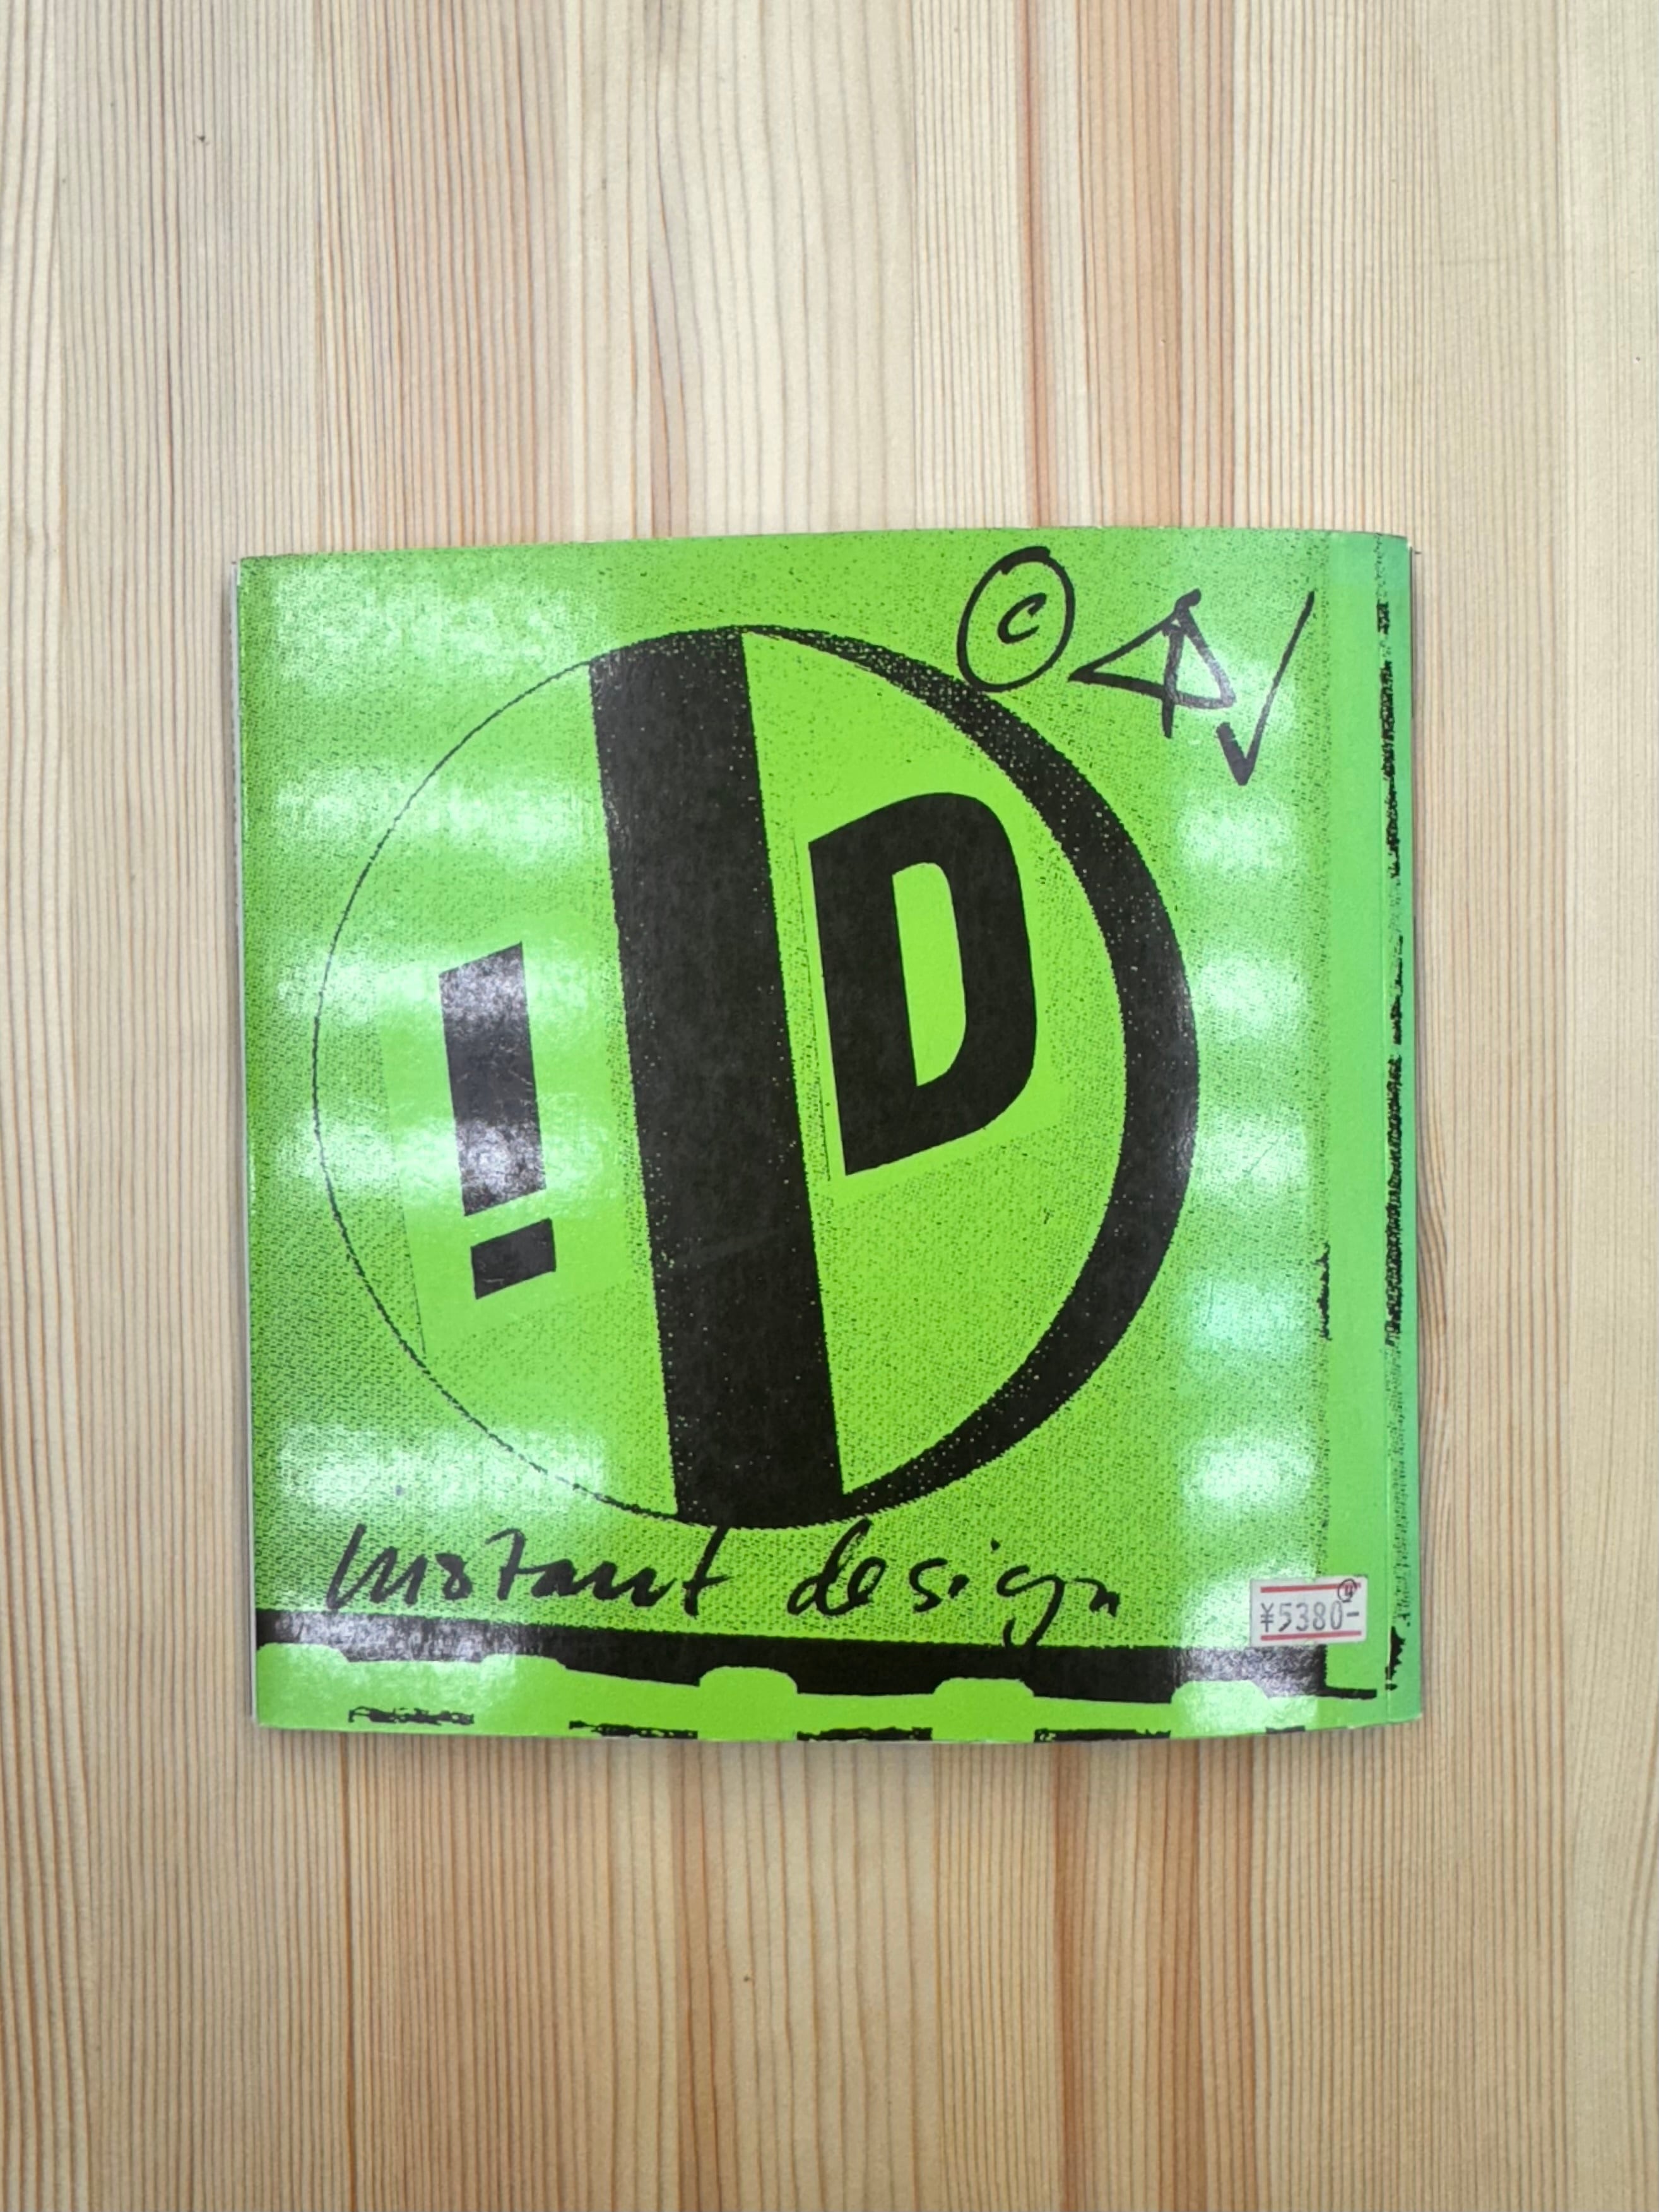 ©
! D
Instant design
¥5380-